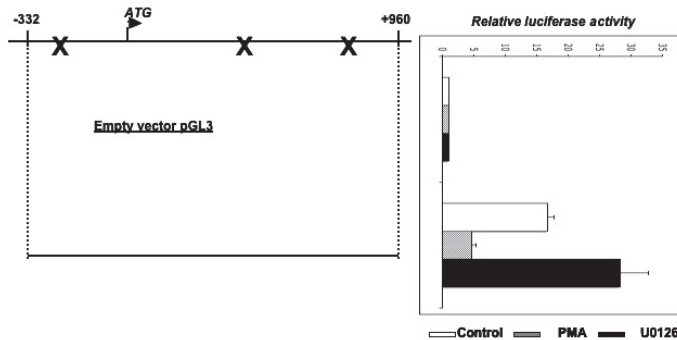 -332
ATG
+960
X X X
Empty vector pGL3
Relative luciferase activity
0 5 10 15 20 25 30 35
Control PMA U0126